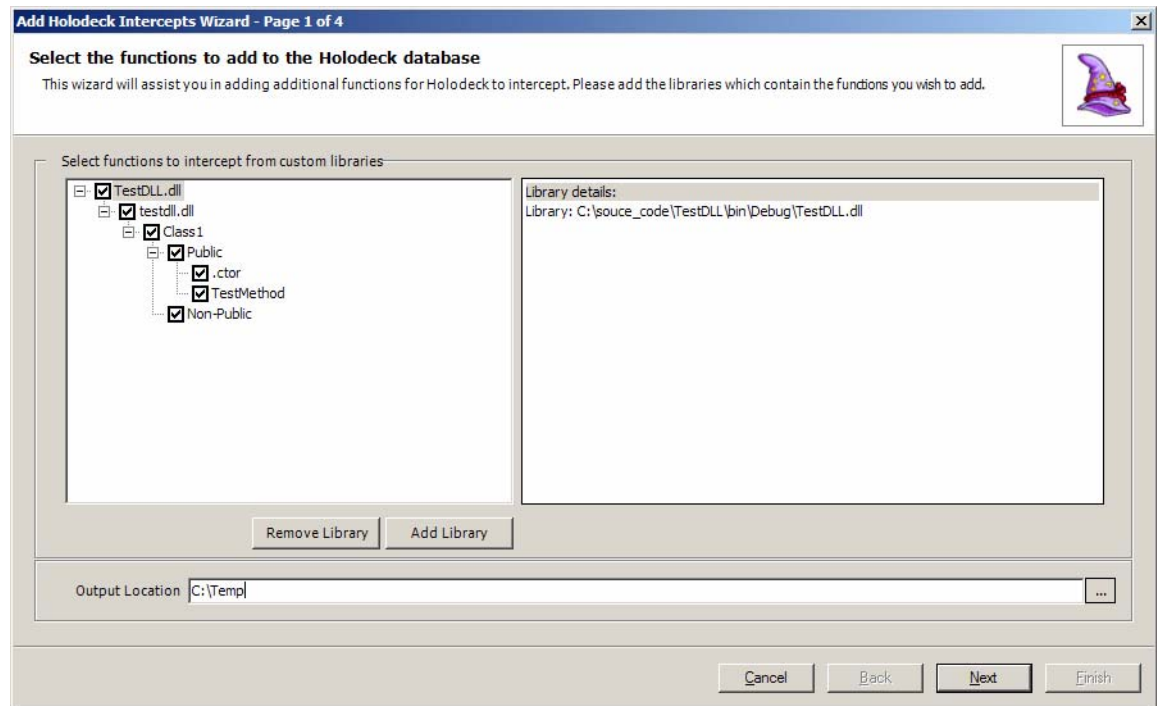 Add Holodeck Intercepts Wizard - Page 1 of 4
Select the functions to add to the Holodeck database
This wizard will assist you in adding additional functions for Holodeck to intercept. Please add the libraries which contain the functions you wish to add.
Select functions to intercept from custom libraries
TestDLL.dll
testdll.dll
Class1
Public
.ctor
TestMethod
Non-Public
Library details:
Library: C:\souce_code\TestDLL\bin\Debug\TestDLL.dll
Remove Library Add Library
Output Location C:\Temp ...
Cancel Back Next Finish